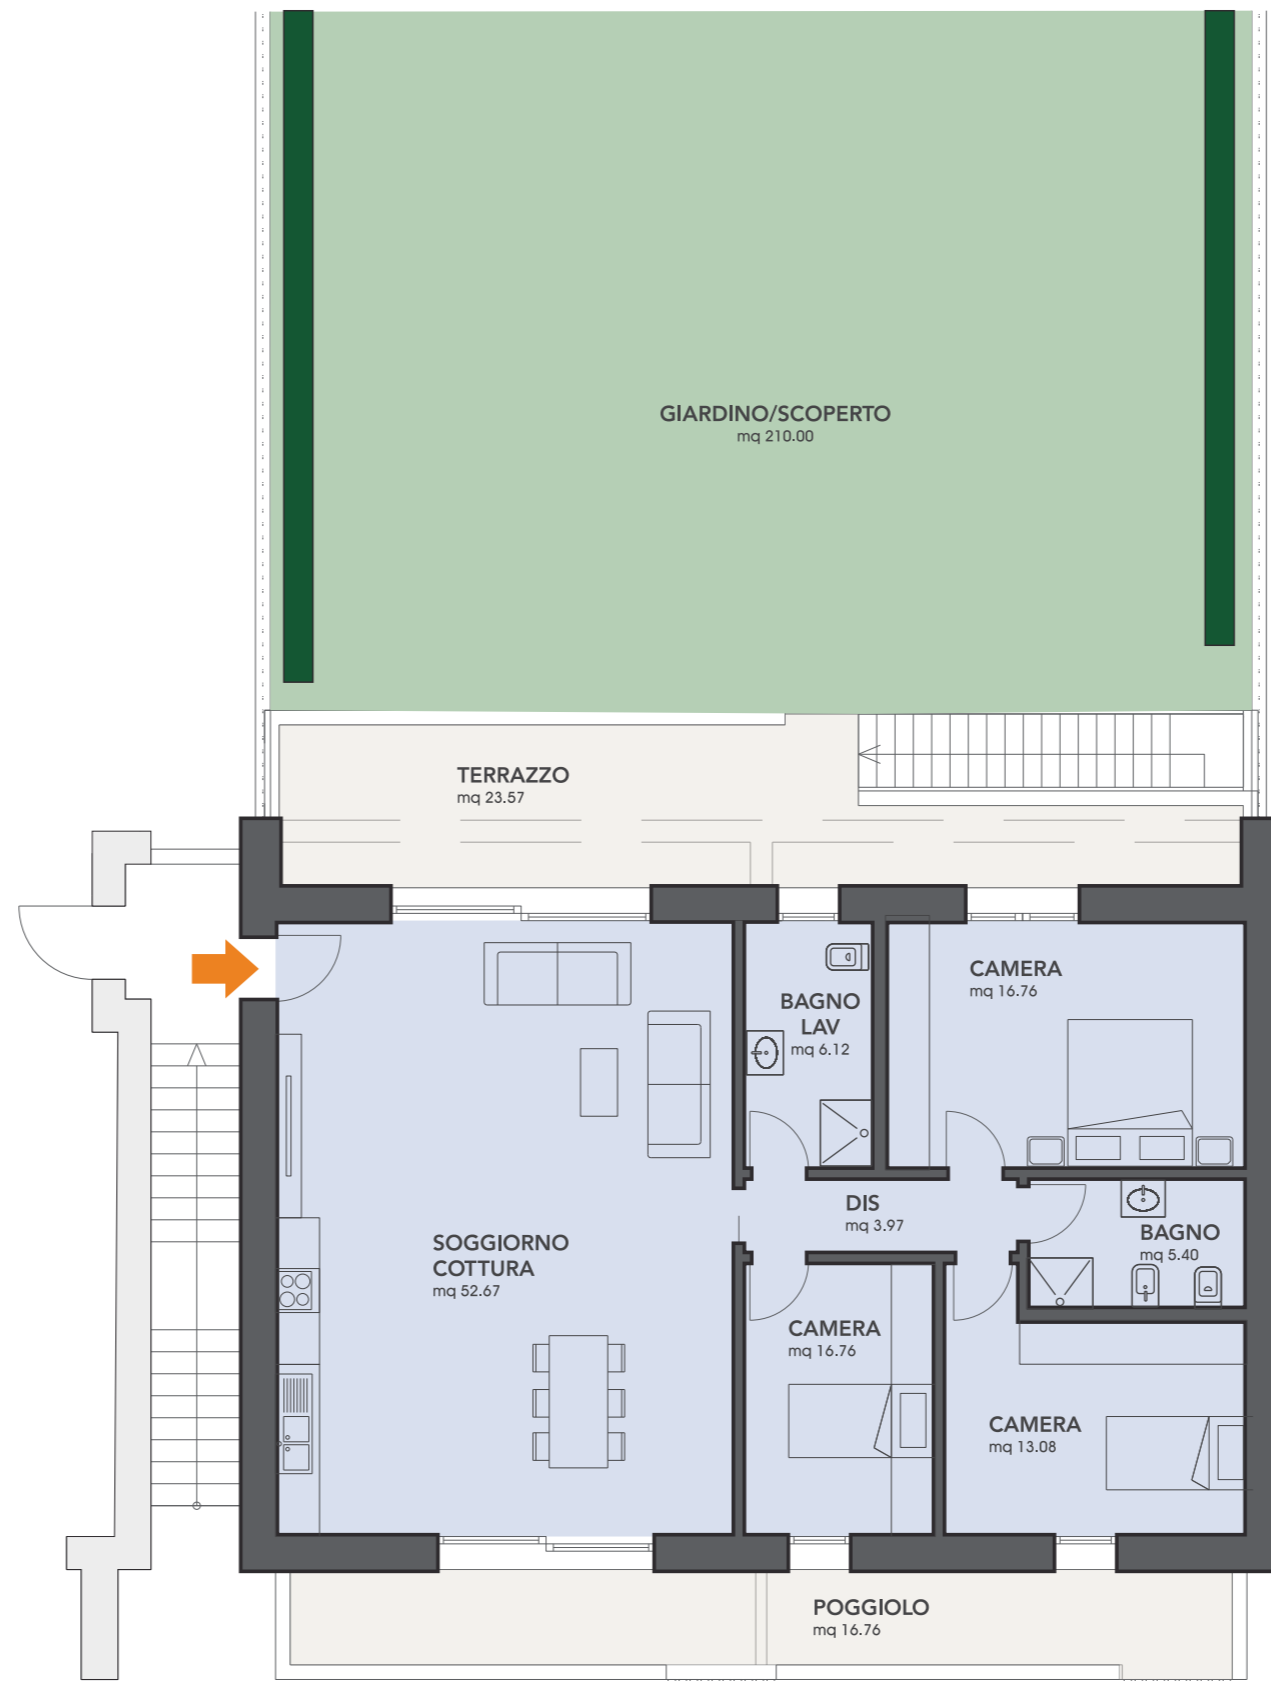 GIARDINO/SCOPERTO
mq 210.00
TERRAZZO
mq 23.57
CAMERA
mq 16.76
BAGNO
LAV
mq 6.12
DIS
mq 3.97
BAGNO
mq 5.40
SOGGIORNO
COTTURA
mq 52.67
CAMERA
mq 16.76
CAMERA
mq 13.08
POGGIOLO
mq 16.76